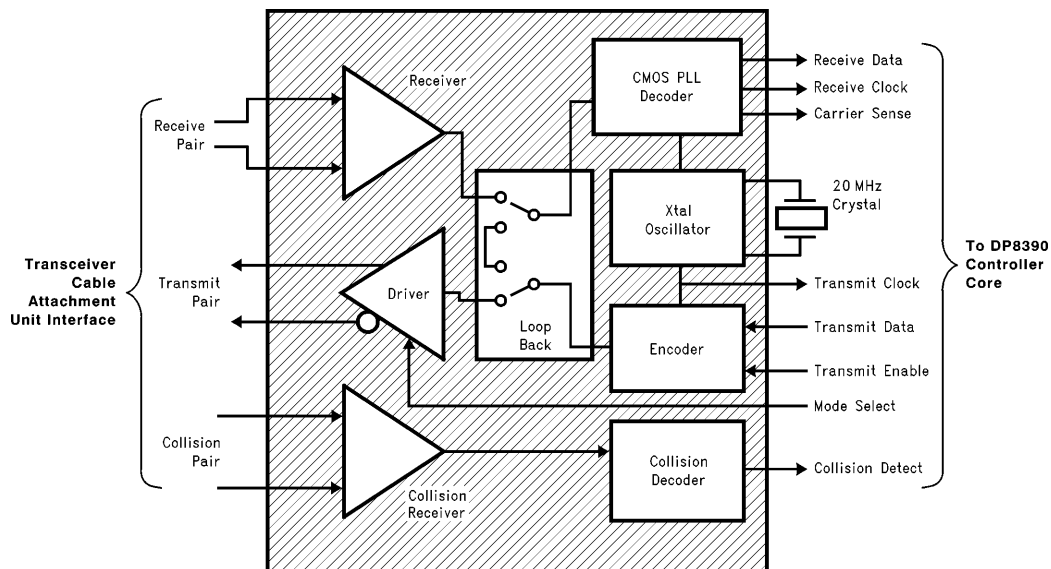 Transceiver
Cable
Attachment
Unit Interface
Receive
Pair
Transmit
Pair
Collision
Pair
Receiver
Driver
Collision
Receiver
Loop
Back
CMOS PLL
Decoder
Xtal
Oscillator
Encoder
Collision
Decoder
Receive Data
Receive Clock
Carrier Sense
20 MHz
Crystal
Transmit Clock
Transmit Data
Transmit Enable
Mode Select
Collision Detect
To DP8390
Controller
Core